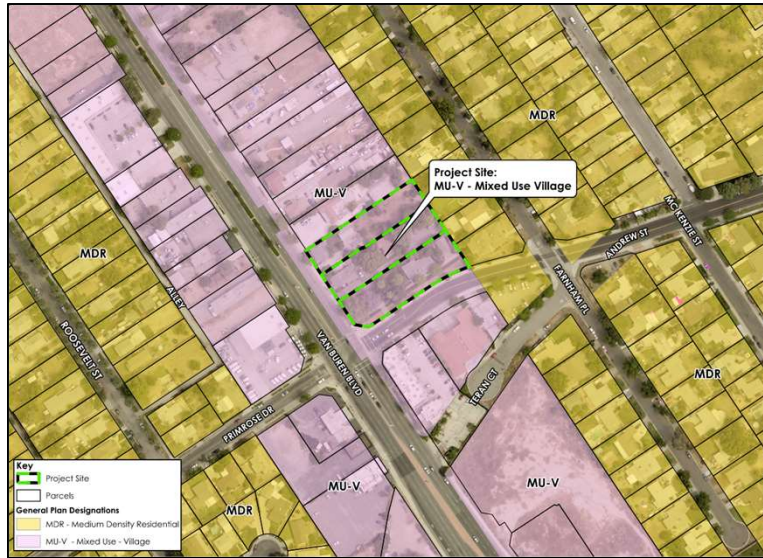 MDR
Project Site:
MU-V - Mixed Use Village
MU-V
MDR
MC KENZIE ST
ANDREW ST
FARNHAM PL
ALLEY
ROOSEVELT ST
VAN BUREN BLVD
TERAN CT
PRIMROSE DR
MDR
MU-V
MU-V
MDR
Key
Project Site
Parcels
General Plan Designations
MDR - Medium Density Residential
MU-V - Mixed Use - Village